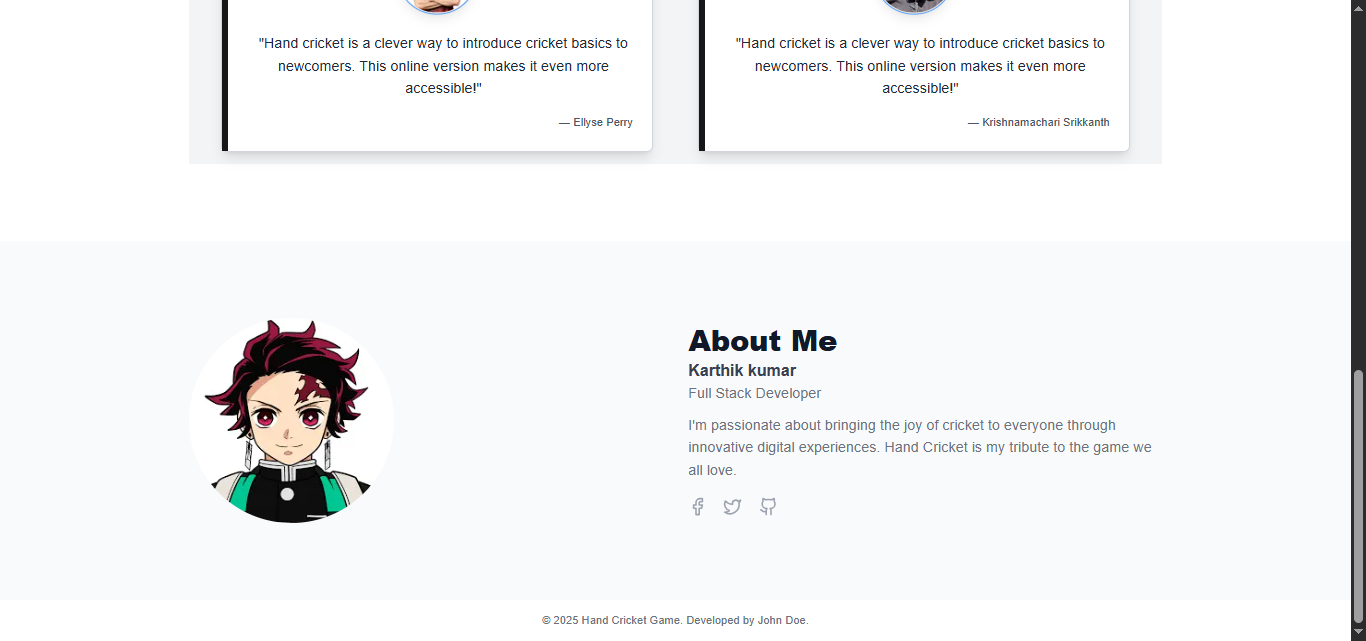 "Hand cricket is a clever way to introduce cricket basics to
newcomers. This online version makes it even more
accessible!"
— Ellyse Perry
"Hand cricket is a clever way to introduce cricket basics to
newcomers. This online version makes it even more
accessible!"
— Krishnamachari Srikkanth
About Me
Karthik kumar
Full Stack Developer
I'm passionate about bringing the joy of cricket to everyone through
innovative digital experiences. Hand Cricket is my tribute to the game we
all love.
© 2025 Hand Cricket Game. Developed by John Doe.